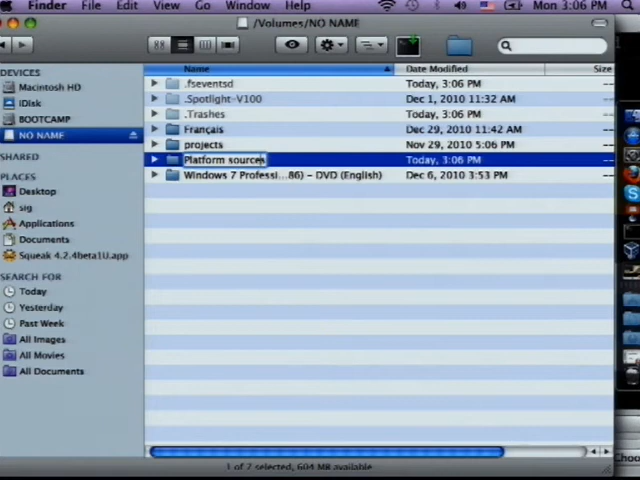 Finder File Edit View Go Window Help Mon 3:06 PM
/Volumes/NO NAME
Name Date Modified Size
DEVICES
Macintosh HD
iDisk
BOOTCAMP
NO NAME
SHARED
PLACES
Desktop
sig
Applications
Documents
Squeak 4.2.4beta1U.app
SEARCH FOR
Today
Yesterday
Past Week
All Images
All Movies
All Documents
.fseventsd Today, 3:06 PM --
.Spotlight-V100 Dec 1, 2010 11:32 AM --
.Trashes Today, 3:06 PM --
Français Dec 29, 2010 11:42 AM --
projects Nov 29, 2010 5:06 PM --
Platform sources Today, 3:06 PM --
Windows 7 Professi...86) – DVD (English) Dec 6, 2010 3:53 PM --
1 of 7 selected, 604 MB available
Choo